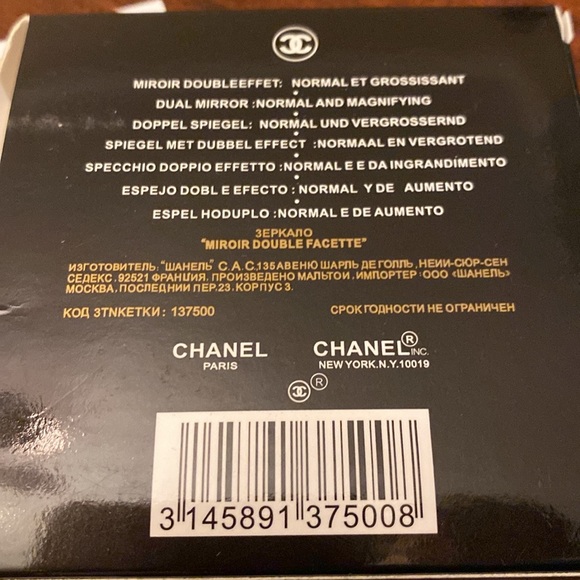 MIROIR DOUBLEEFFET: NORMAL ET GROSSISSANT
DUAL MIRROR :NORMAL AND MAGNIFYING
DOPPEL SPIEGEL: NORMAL UND VERGROSSERND
SPIEGEL MET DUBBEL EFFECT :NORMAAL EN VERGROTEND
SPECCHIO DOPPIO EFFETTO : NORMAL E E DA INGRANDIMENTO
ESPEJO DOBL E EFECTO : NORMAL Y DE AUMENTO
ESPEL HODUPLO :NORMAL E DE AUMENTO
ЗЕРКАЛО
"MIROIR DOUBLE FACETTE"
ИЗГОТОВИТЕЛЬ: "ШАНЕЛЬ" С.А.С.135АВЕНЮ ШАРЛЬ ДЕ ГОЛЛЬ, НЕИИ-СЮР-СЕН
СЕДЕКС. 92521 ФРАНЦИЯ. ПРОИЗВЕДЕНО МАЛЬТОИ. ИМПОРТЕР: ООО «ШАНЕЛЬ»
МОСКВА. ПОСЛЕДНИИ ПЕР.23. КОРПУС 3.
КОД ЗТNКЕТКИ : 137500
СРОК ГОДНОСТИ НЕ ОГРАНИЧЕН
CHANEL
PARIS
CHANEL® INC.
NEW YORK.N.Y.10019
®
3 145891 375008